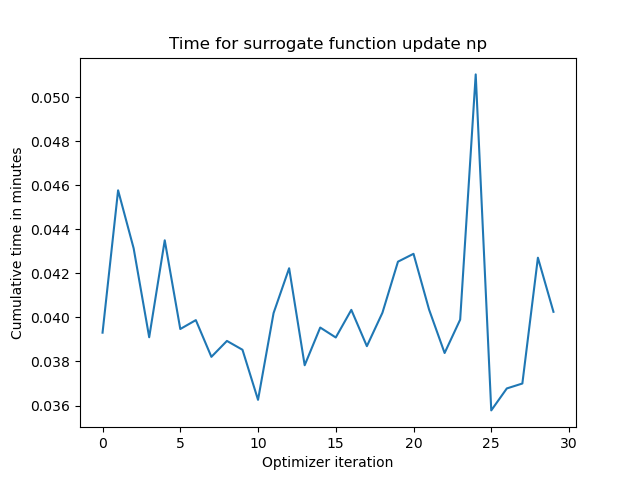 Time for surrogate function update np
Cumulative time in minutes
0.050
0.048
0.046
0.044
0.042
0.040
0.038
0.036
0 5 10 15 20 25 30
Optimizer iteration